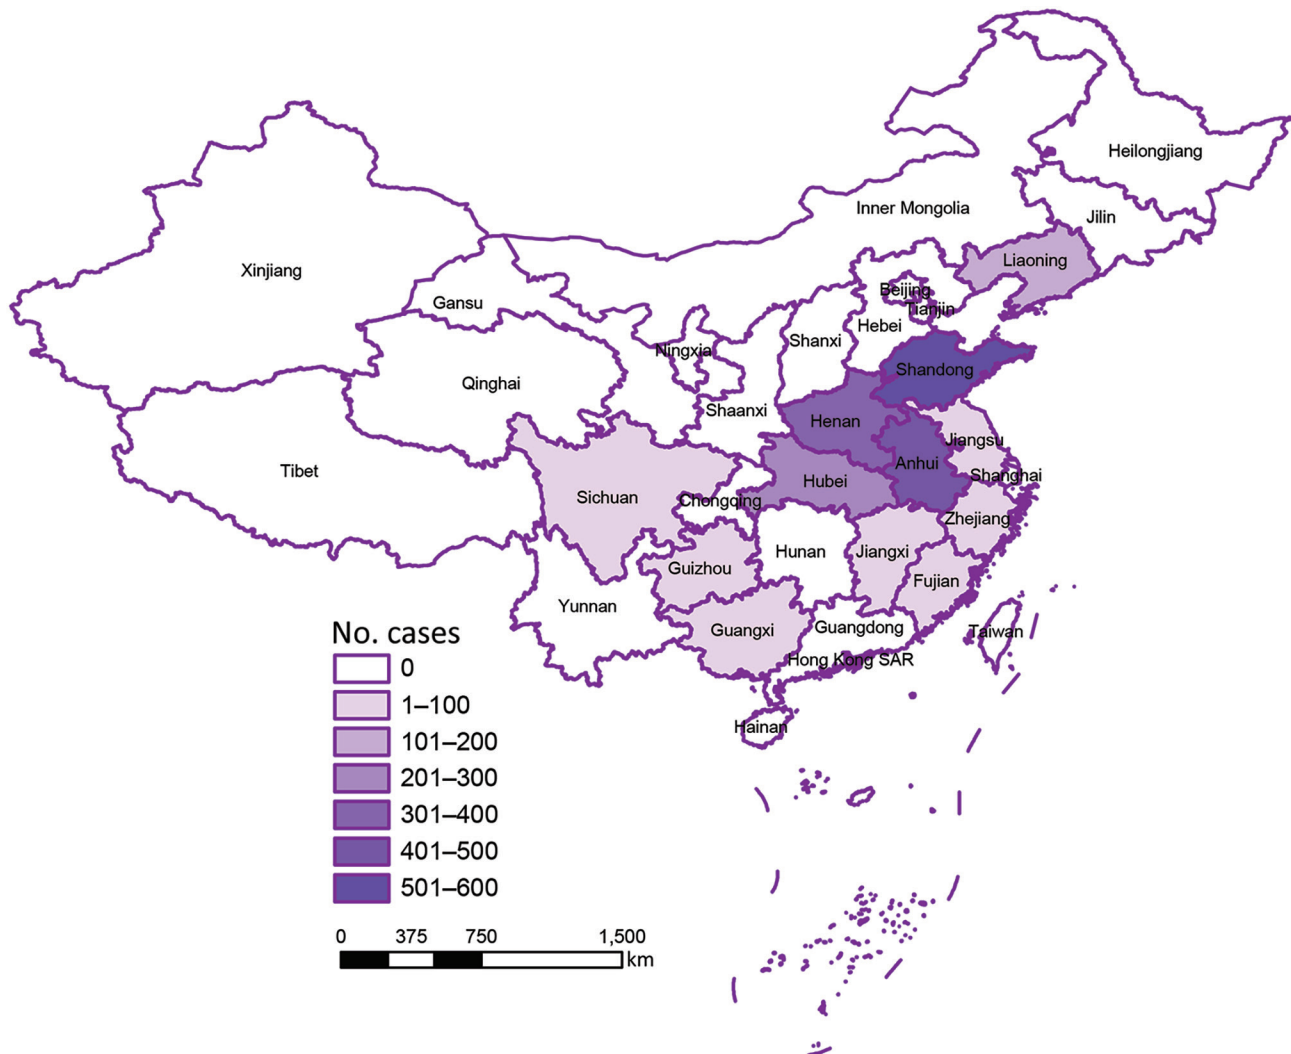 Heilongjiang
Inner Mongolia
Jilin
Xinjiang
Liaoning
Gansu
Beijing
Tianjin
Hebei
Shanxi
Ningxia
Shandong
Qinghai
Shaanxi
Henan
Jiangsu
Tibet
Anhui
Shanghai
Sichuan
Hubei
Chongqing
Zhejiang
Hunan
Jiangxi
Guizhou
Fujian
Yunnan
Guangxi
Guangdong
Taiwan
Hong Kong SAR
Hainan
No. cases
0
1–100
101–200
201–300
301–400
401–500
501–600
0 375 750 1,500
km